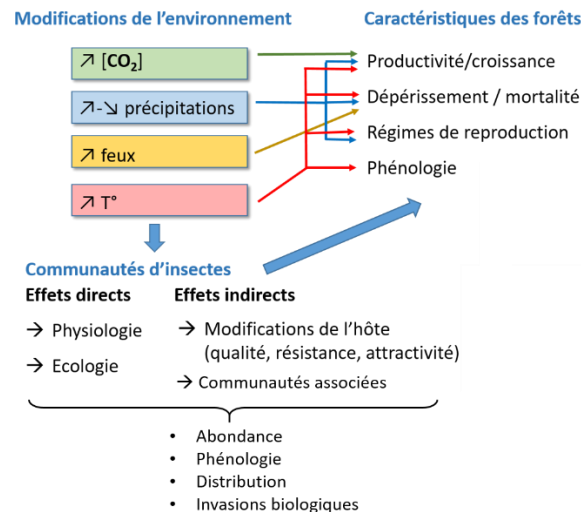 Modifications de l'environnement
Caractéristiques des forêts
↗ [CO₂]
↗-↘ précipitations
↗ feux
↗ T°
Productivité/croissance
Dépérissement / mortalité
Régimes de reproduction
Phénologie
Communautés d'insectes
Effets directs
→ Physiologie
→ Ecologie
Effets indirects
→ Modifications de l'hôte
(qualité, résistance, attractivité)
→ Communautés associées
• Abondance
• Phénologie
• Distribution
• Invasions biologiques